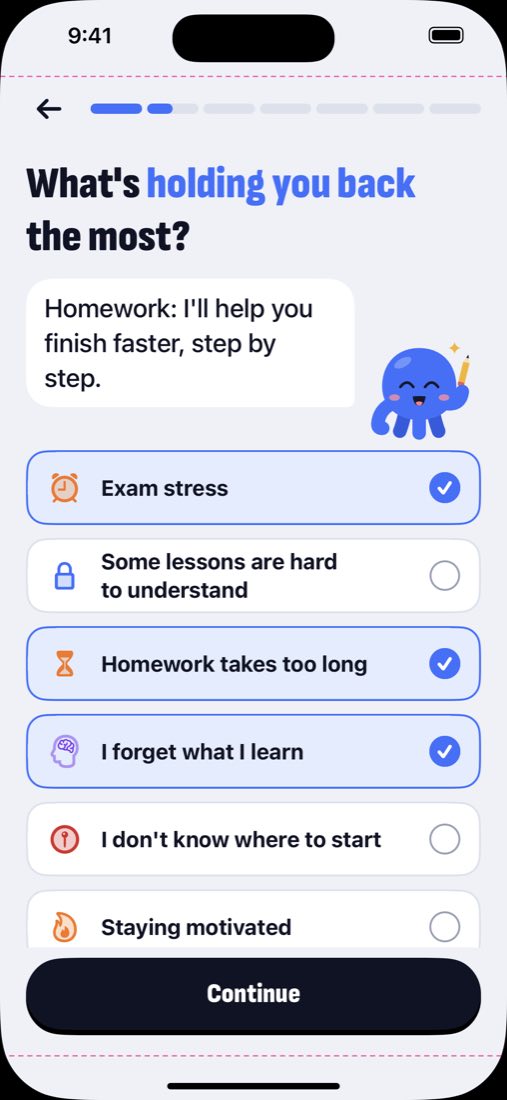 9:41
What's holding you back
the most?
Homework: I'll help you
finish faster, step by
step.
Exam stress
Some lessons are hard
to understand
Homework takes too long
I forget what I learn
I don't know where to start
Staying motivated
Continue